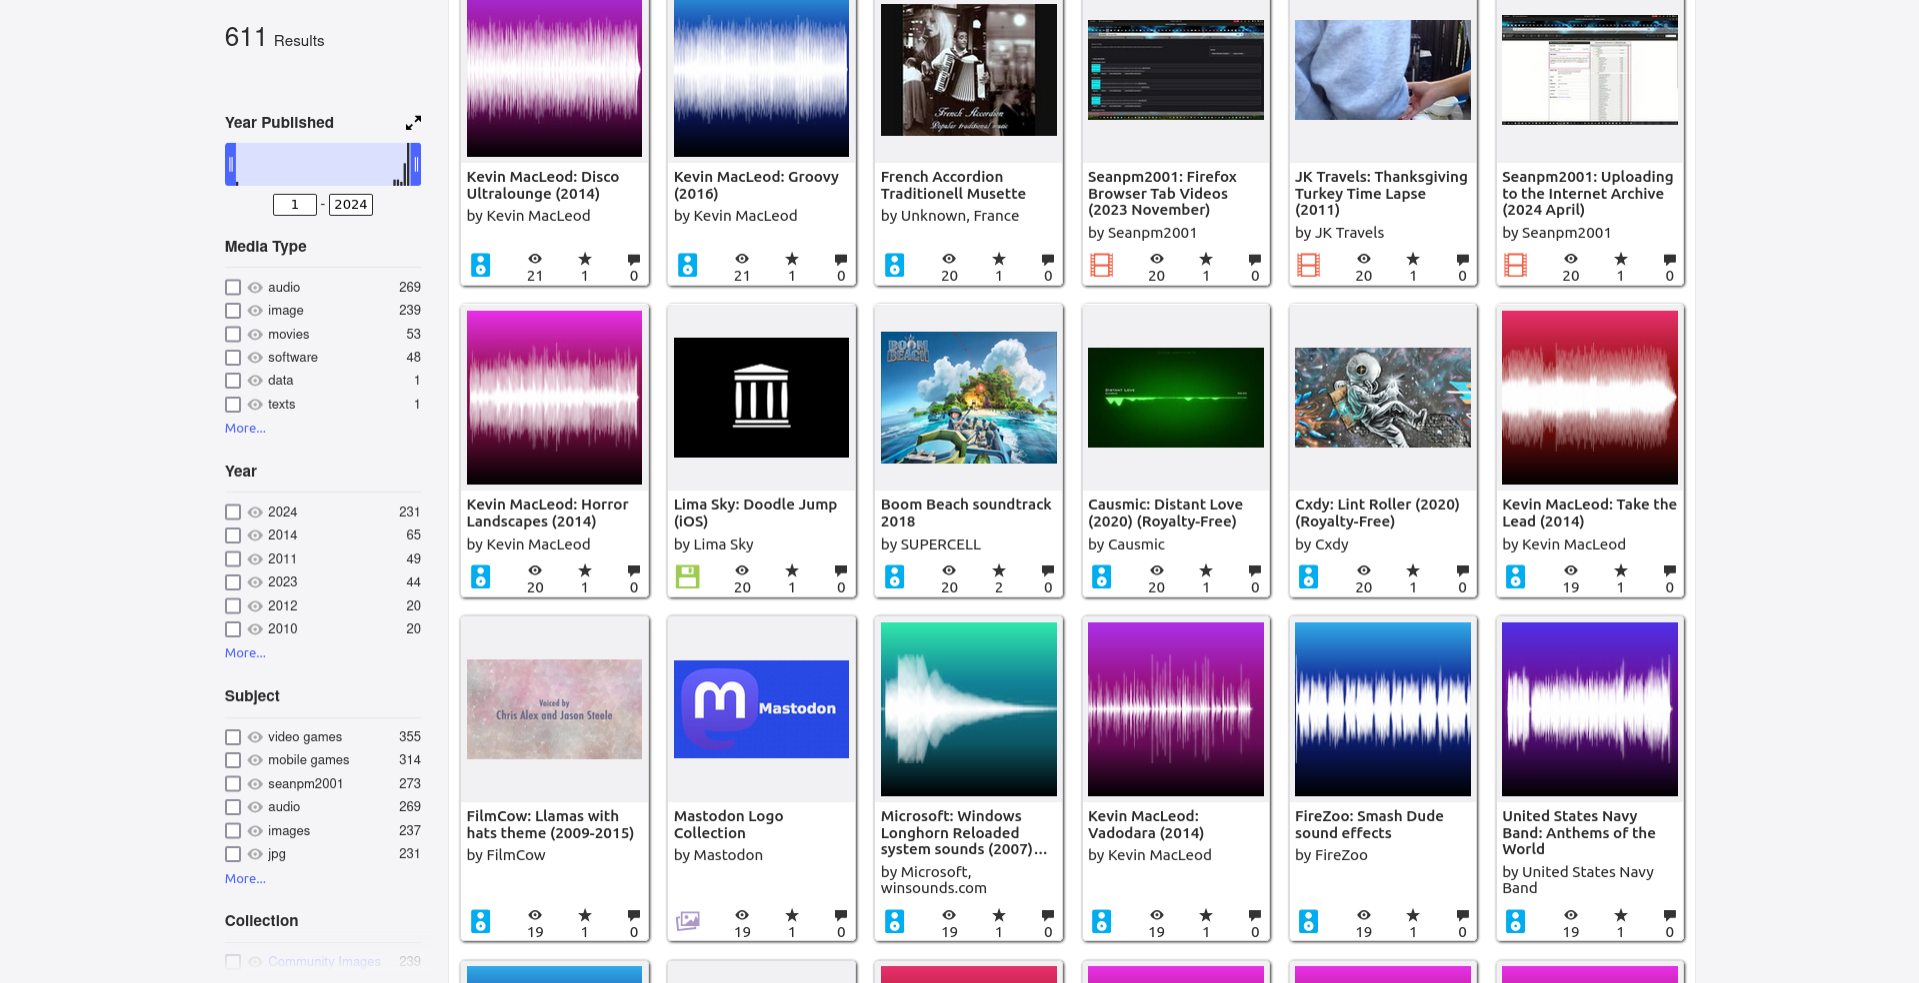 611 Results
Year Published
1 - 2024
Media Type
audio 269
image 239
movies 53
software 48
data 1
texts 1
More...
Year
2024 231
2014 65
2011 49
2023 44
2012 20
2010 20
More...
Subject
video games 355
mobile games 314
seanpm2001 273
audio 269
images 237
jpg 231
More...
Collection
Community Images 239
Kevin MacLeod: Disco
Ultralounge (2014)
by Kevin MacLeod
21 1 0
Kevin MacLeod: Groovy
(2016)
by Kevin MacLeod
21 1 0
French Accordion
Popular traditional music
French Accordion
Traditionell Musette
by Unknown, France
20 1 0
Seanpm2001: Firefox
Browser Tab Videos
(2023 November)
by Seanpm2001
20 1 0
JK Travels: Thanksgiving
Turkey Time Lapse
(2011)
by JK Travels
20 1 0
Seanpm2001: Uploading
to the Internet Archive
(2024 April)
by Seanpm2001
20 1 0
Kevin MacLeod: Horror
Landscapes (2014)
by Kevin MacLeod
20 1 0
Lima Sky: Doodle Jump
(iOS)
by Lima Sky
20 1 0
BOOM
BEACH
Boom Beach soundtrack
2018
by SUPERCELL
20 2 0
Distant Love
Causmic: Distant Love
(2020) (Royalty-Free)
by Causmic
20 1 0
Cxdy: Lint Roller (2020)
(Royalty-Free)
by Cxdy
20 1 0
Kevin MacLeod: Take the
Lead (2014)
by Kevin MacLeod
19 1 0
Voiced by
Chris Alex and Jason Steele
FilmCow: Llamas with
hats theme (2009-2015)
by FilmCow
19 1 0
Mastodon
Mastodon Logo
Collection
by Mastodon
19 1 0
Microsoft: Windows
Longhorn Reloaded
system sounds (2007)...
by Microsoft,
winsounds.com
19 1 0
Kevin MacLeod:
Vadodara (2014)
by Kevin MacLeod
19 1 0
FireZoo: Smash Dude
sound effects
by FireZoo
19 1 0
United States Navy
Band: Anthems of the
World
by United States Navy
Band
19 1 0